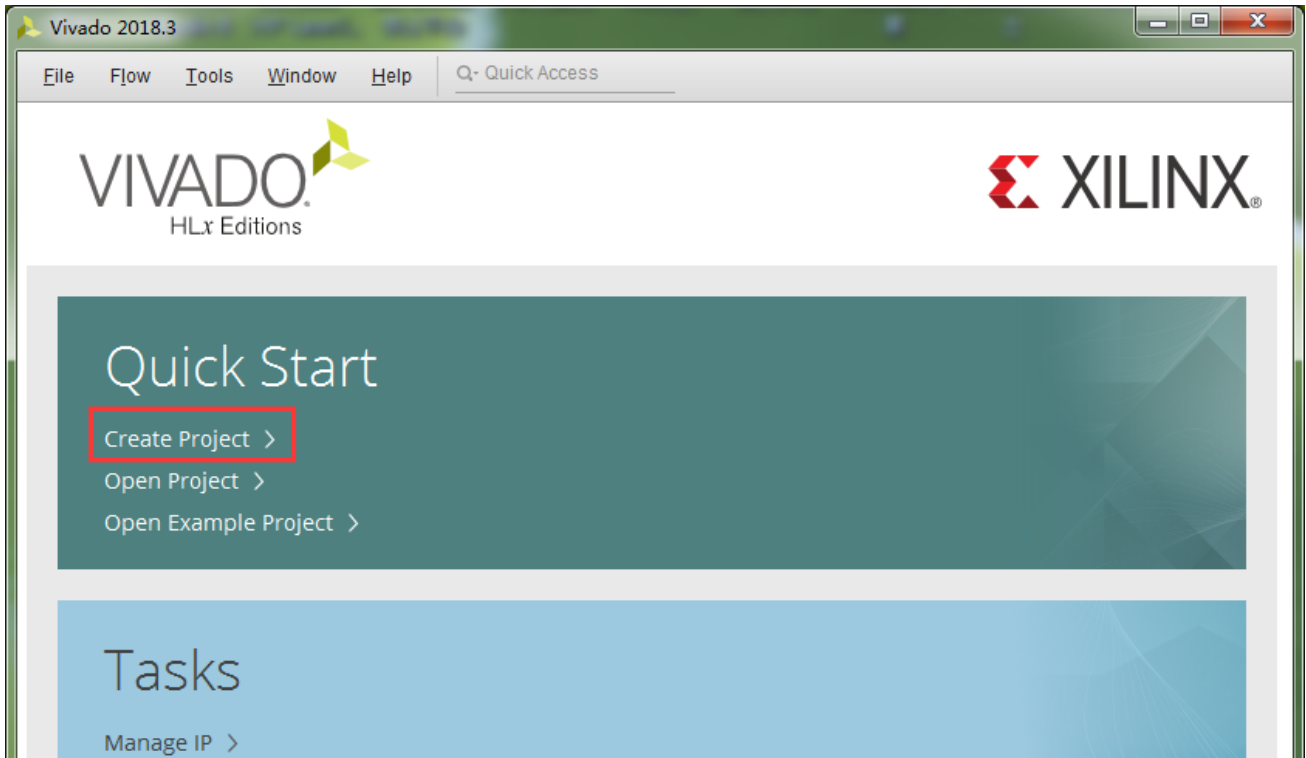 Vivado 2018.3
File Flow Tools Window Help Q- Quick Access
VIVADO.
HLx Editions
XILINX®
Quick Start
Create Project >
Open Project >
Open Example Project >
Tasks
Manage IP >